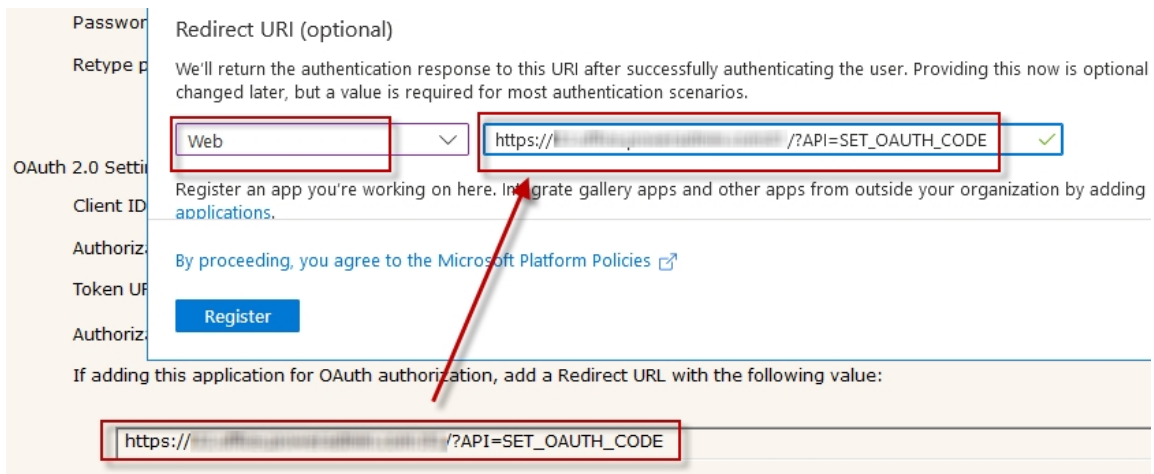 Passwor
Redirect URI (optional)
Retype p
We'll return the authentication response to this URI after successfully authenticating the user. Providing this now is optional
changed later, but a value is required for most authentication scenarios.
Web
https:// /?API=SET_OAUTH_CODE
OAuth 2.0 Settin
Register an app you're working on here. Integrate gallery apps and other apps from outside your organization by adding
Client ID
applications.
Authoriza
By proceeding, you agree to the Microsoft Platform Policies
Token UR
Register
Authoriza
If adding this application for OAuth authorization, add a Redirect URL with the following value:
https:// /?API=SET_OAUTH_CODE